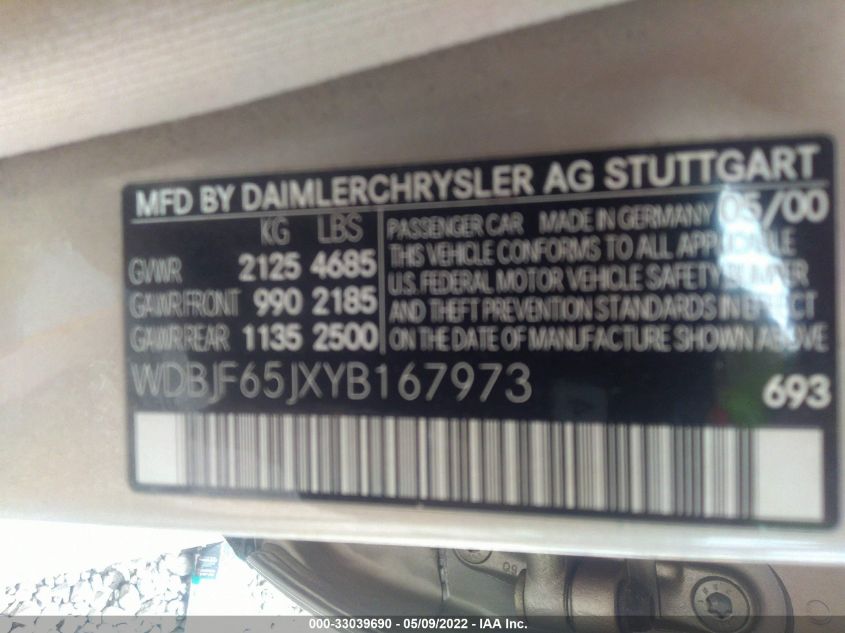 MFD BY DAIMLERCHRYSLER AG STUTTGART
KG LBS
GVWR 2125 4685
GAWR FRONT 990 2185
GAWR REAR 1135 2500
PASSENGER CAR MADE IN GERMANY 05/00
THIS VEHICLE CONFORMS TO ALL APPLICABLE
U.S. FEDERAL MOTOR VEHICLE SAFETY BUMPER
AND THEFT PREVENTION STANDARDS IN EFFECT
ON THE DATE OF MANUFACTURE SHOWN ABOVE
WDBJF65JXYB167973
693
000-33039690 - 05/09/2022 - IAA Inc.